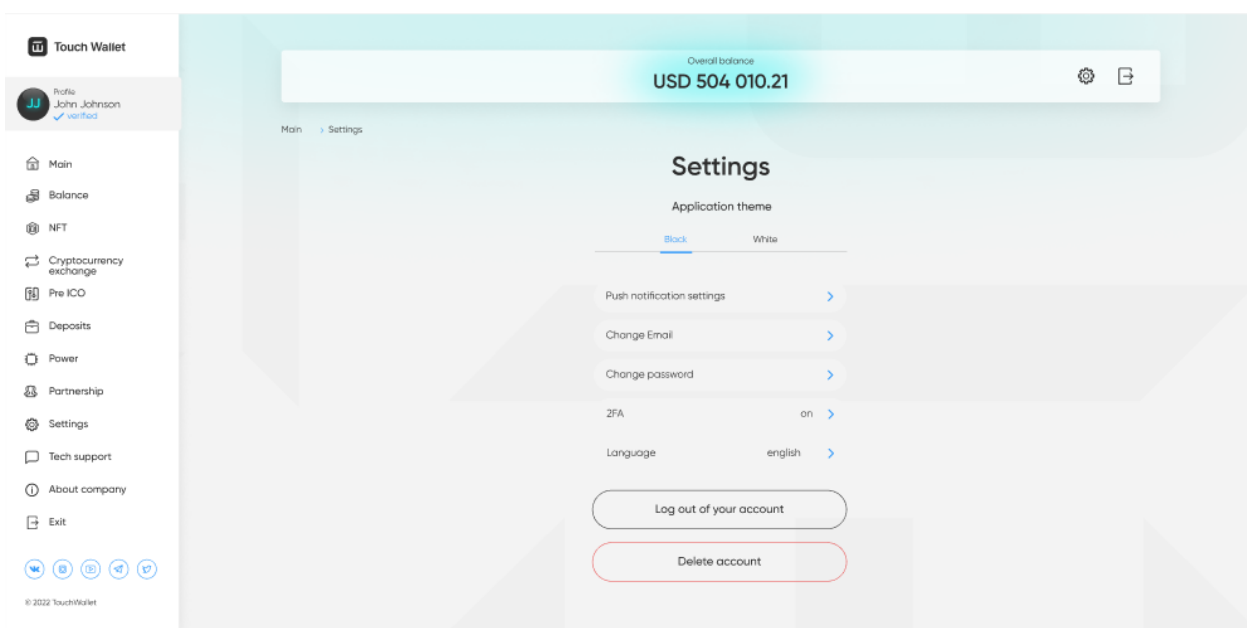 Touch Wallet
Profile
JJ
John Johnson
verified
Main
Balance
NFT
Cryptocurrency
exchange
Pre ICO
Deposits
Power
Partnership
Settings
Tech support
About company
Exit
© 2022 TouchWallet
Overall balance
USD 504 010.21
Main > Settings
Settings
Application theme
Black White
Push notification settings
Change Email
Change password
2FA on
Language english
Log out of your account
Delete account